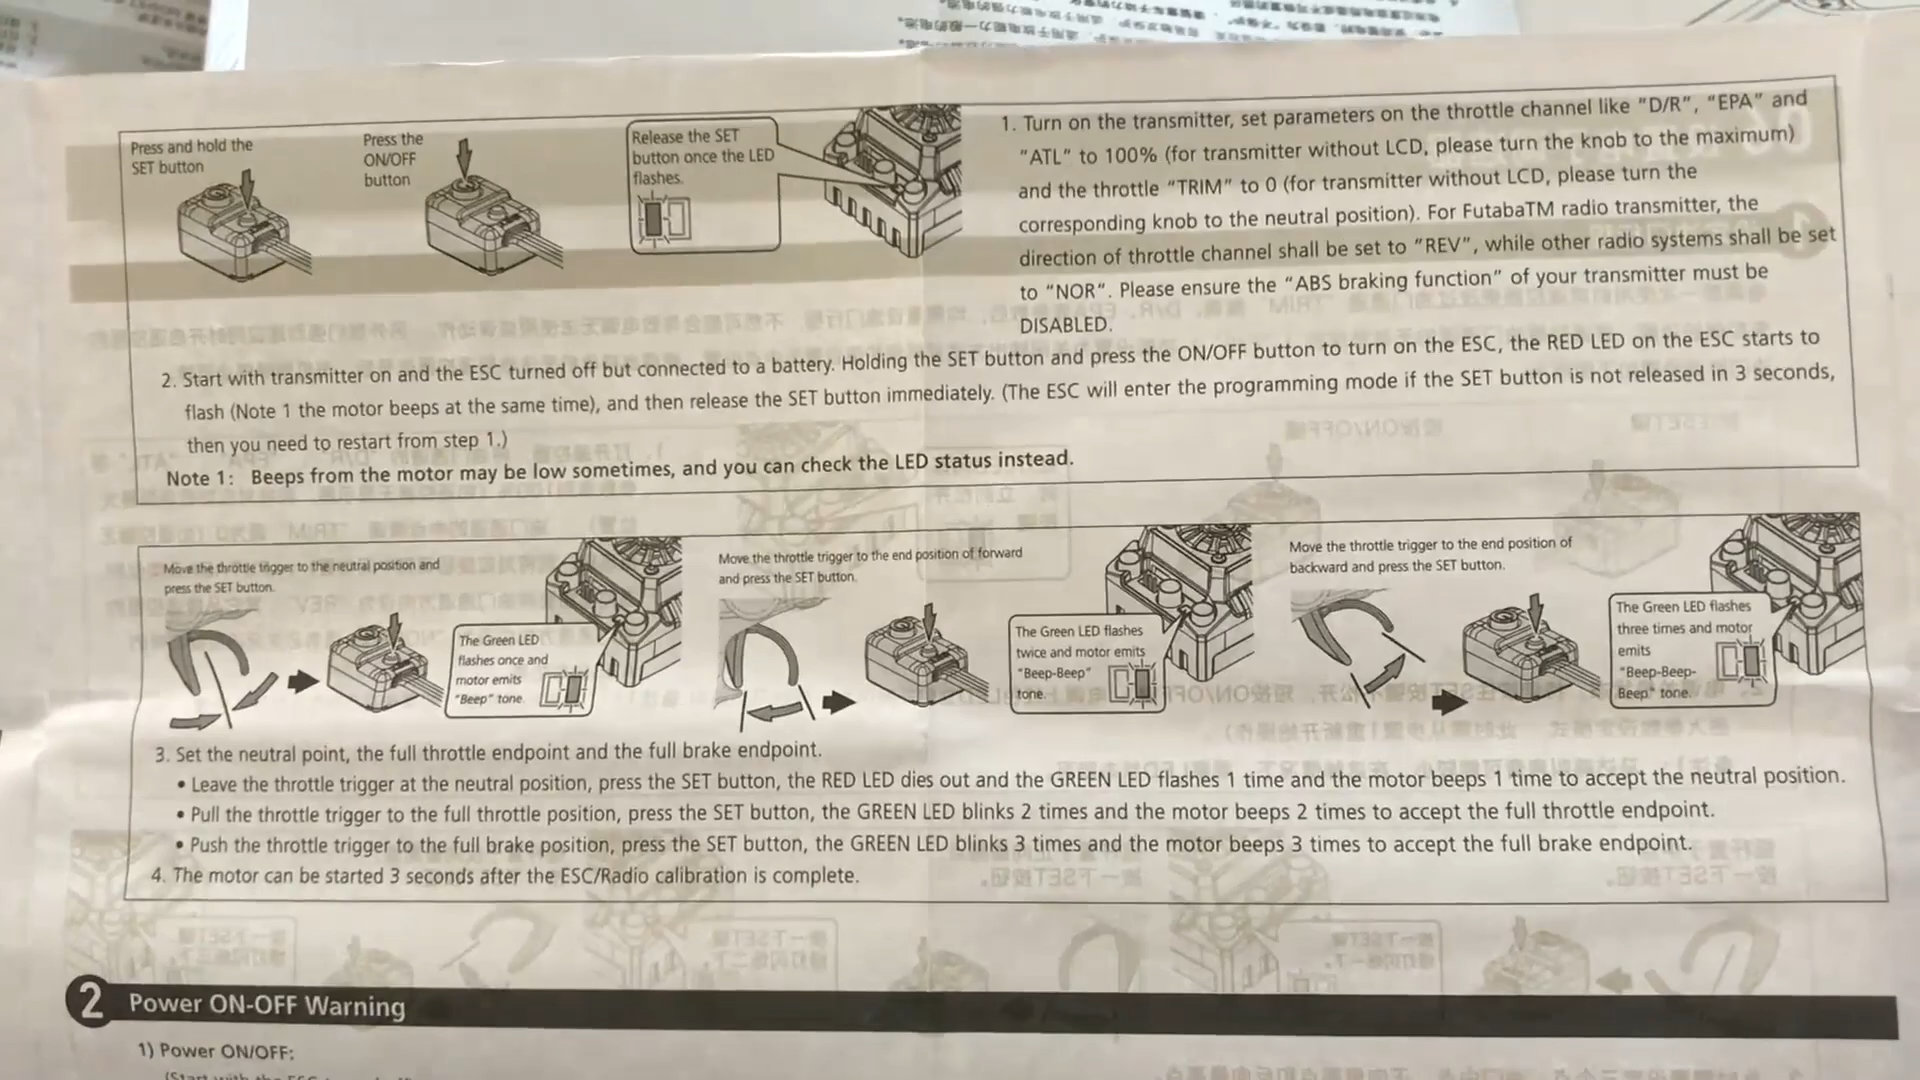 Press and hold the
SET button
Press the
ON/OFF
button
Release the SET
button once the LED
flashes.
1. Turn on the transmitter, set parameters on the throttle channel like "D/R", "EPA" and
"ATL" to 100% (for transmitter without LCD, please turn the knob to the maximum)
and the throttle "TRIM" to 0 (for transmitter without LCD, please turn the
corresponding knob to the neutral position). For FutabaTM radio transmitter, the
direction of throttle channel shall be set to "REV", while other radio systems shall be set
to "NOR". Please ensure the "ABS braking function" of your transmitter must be
DISABLED.
2. Start with transmitter on and the ESC turned off but connected to a battery. Holding the SET button and press the ON/OFF button to turn on the ESC, the RED LED on the ESC starts to
flash (Note 1 the motor beeps at the same time), and then release the SET button immediately. (The ESC will enter the programming mode if the SET button is not released in 3 seconds,
then you need to restart from step 1.)
Note 1: Beeps from the motor may be low sometimes, and you can check the LED status instead.
Move the throttle trigger to the neutral position and
press the SET button.
The Green LED
flashes once and
motor emits
"Beep" tone.
Move the throttle trigger to the end position of forward
and press the SET button.
The Green LED flashes
twice and motor emits
"Beep-Beep"
tone.
Move the throttle trigger to the end position of
backward and press the SET button.
The Green LED flashes
three times and motor
emits
"Beep-Beep-
Beep" tone.
3. Set the neutral point, the full throttle endpoint and the full brake endpoint.
• Leave the throttle trigger at the neutral position, press the SET button, the RED LED dies out and the GREEN LED flashes 1 time and the motor beeps 1 time to accept the neutral position.
• Pull the throttle trigger to the full throttle position, press the SET button, the GREEN LED blinks 2 times and the motor beeps 2 times to accept the full throttle endpoint.
• Push the throttle trigger to the full brake position, press the SET button, the GREEN LED blinks 3 times and the motor beeps 3 times to accept the full brake endpoint.
4. The motor can be started 3 seconds after the ESC/Radio calibration is complete.
2 Power ON-OFF Warning
1) Power ON/OFF: